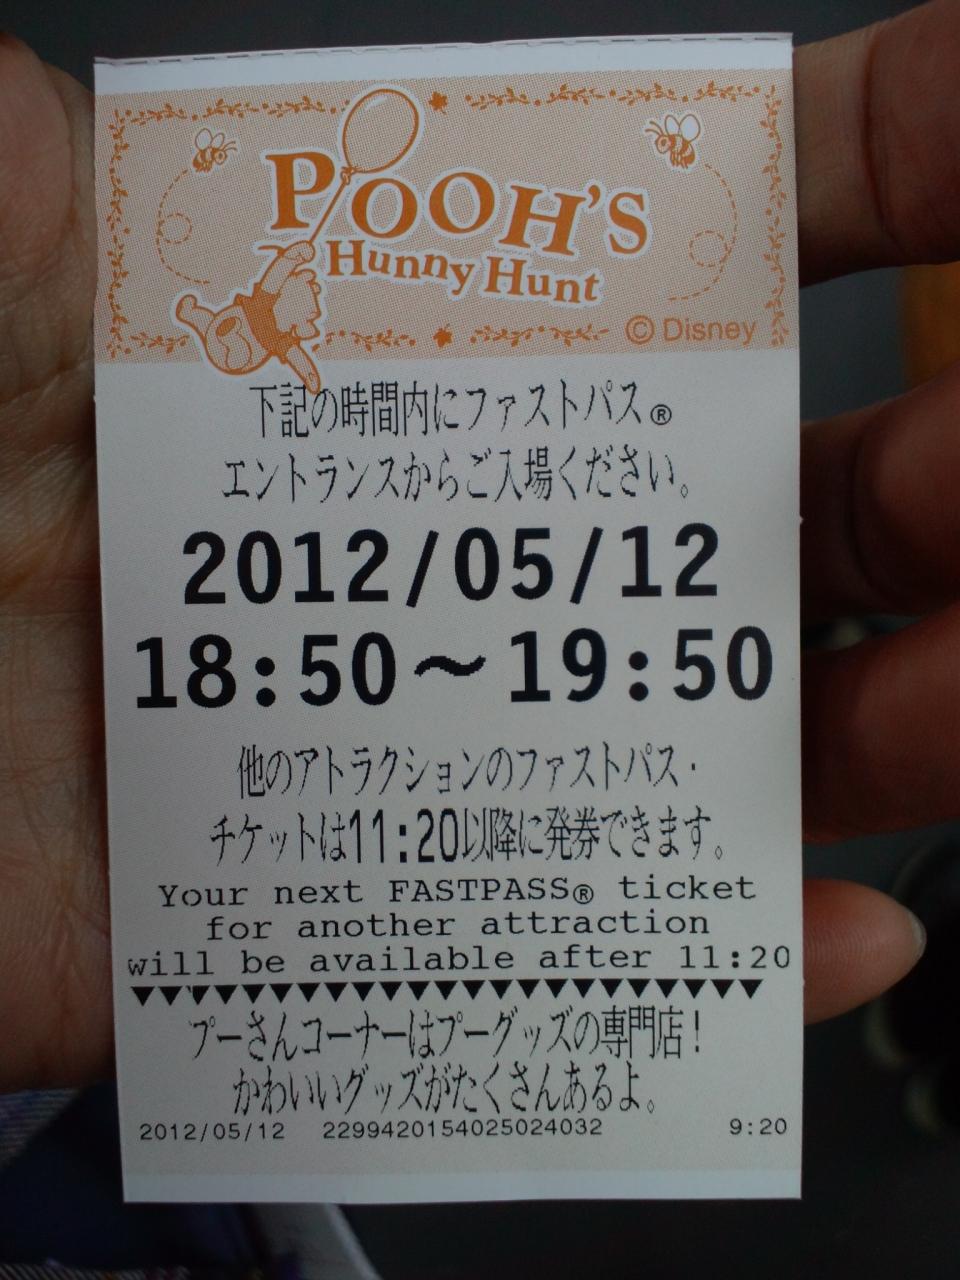 POOH'S
Hunny Hunt
© Disney
下記の時間内にファストパス®
エントランスからご入場ください。
2012/05/12
18:50～19:50
他のアトラクションのファストパス・
チケットは11:20以降に発券できます。
Your next FASTPASS® ticket
for another attraction
will be available after 11:20
▼▼▼▼▼▼▼▼▼▼▼▼▼▼▼▼▼▼▼▼▼▼
プーさんコーナーはプーグッズの専門店！
かわいいグッズがたくさんあるよ。
2012/05/12 2299420154025024032 9:20